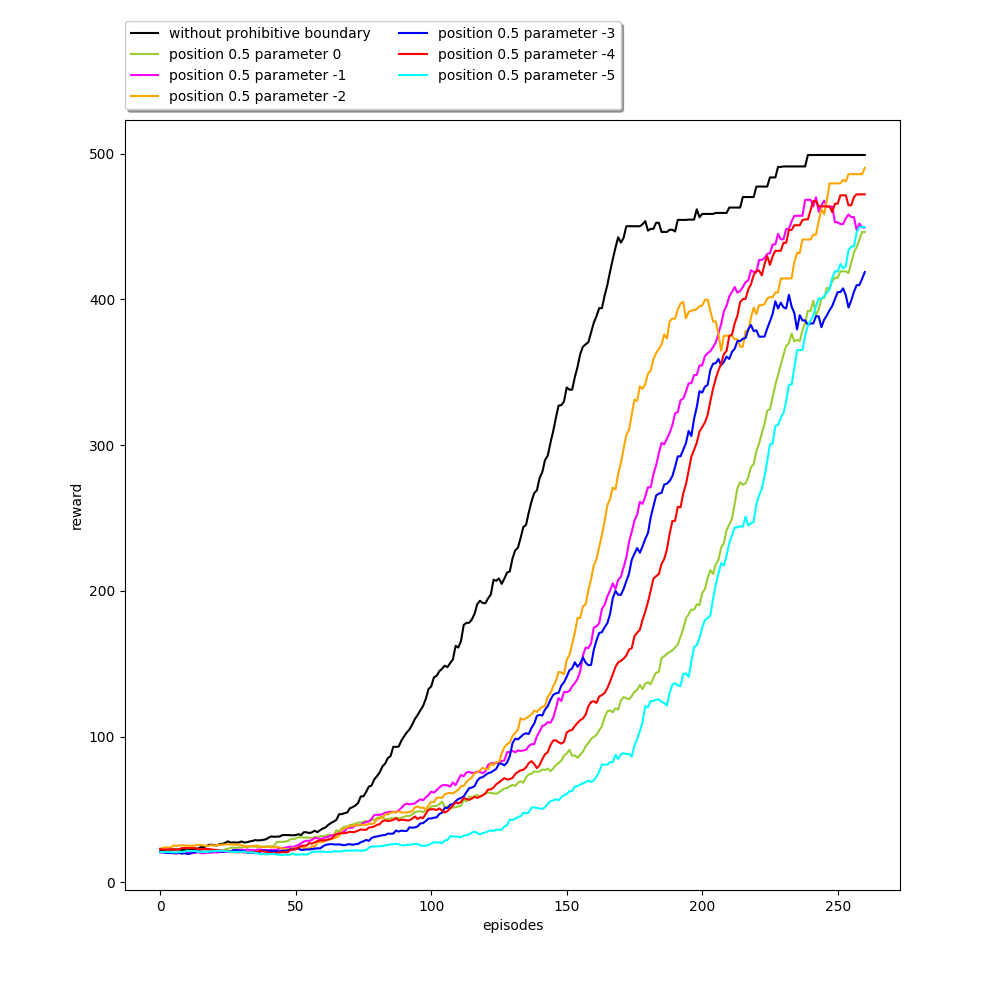 without prohibitive boundary
position 0.5 parameter 0
position 0.5 parameter -1
position 0.5 parameter -2
position 0.5 parameter -3
position 0.5 parameter -4
position 0.5 parameter -5
500
400
300
200
100
0
reward
0 50 100 150 200 250
episodes